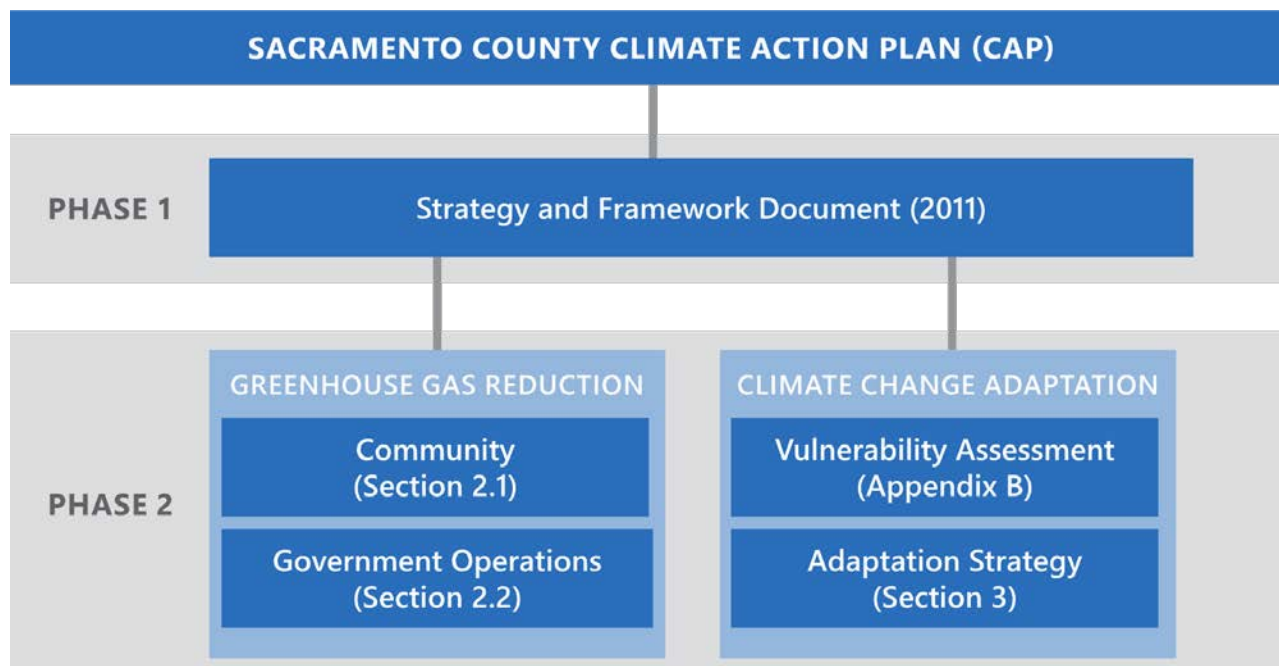 SACRAMENTO COUNTY CLIMATE ACTION PLAN (CAP)
PHASE 1
Strategy and Framework Document (2011)
PHASE 2
GREENHOUSE GAS REDUCTION
Community
(Section 2.1)
Government Operations
(Section 2.2)
CLIMATE CHANGE ADAPTATION
Vulnerability Assessment
(Appendix B)
Adaptation Strategy
(Section 3)